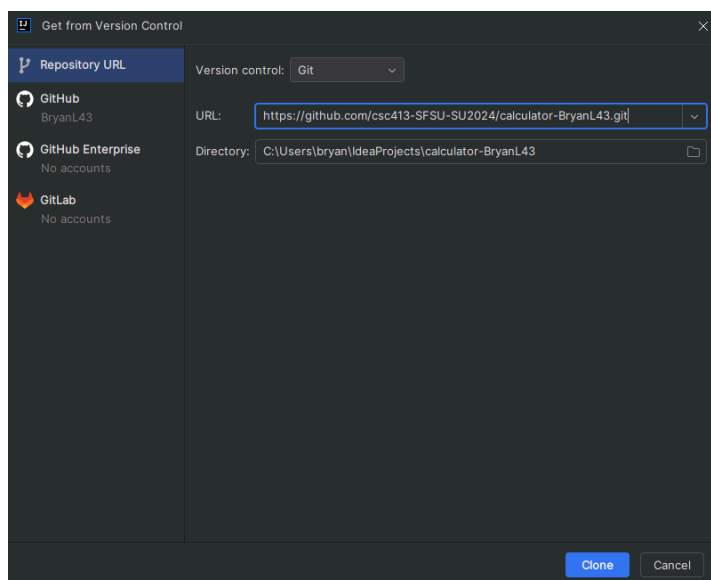 Get from Version Control
Repository URL
GitHub
BryanL43
GitHub Enterprise
No accounts
GitLab
No accounts
Version control: Git
URL: https://github.com/csc413-SFSU-SU2024/calculator-BryanL43.git
Directory: C:\Users\bryan\IdeaProjects\calculator-BryanL43
Clone Cancel